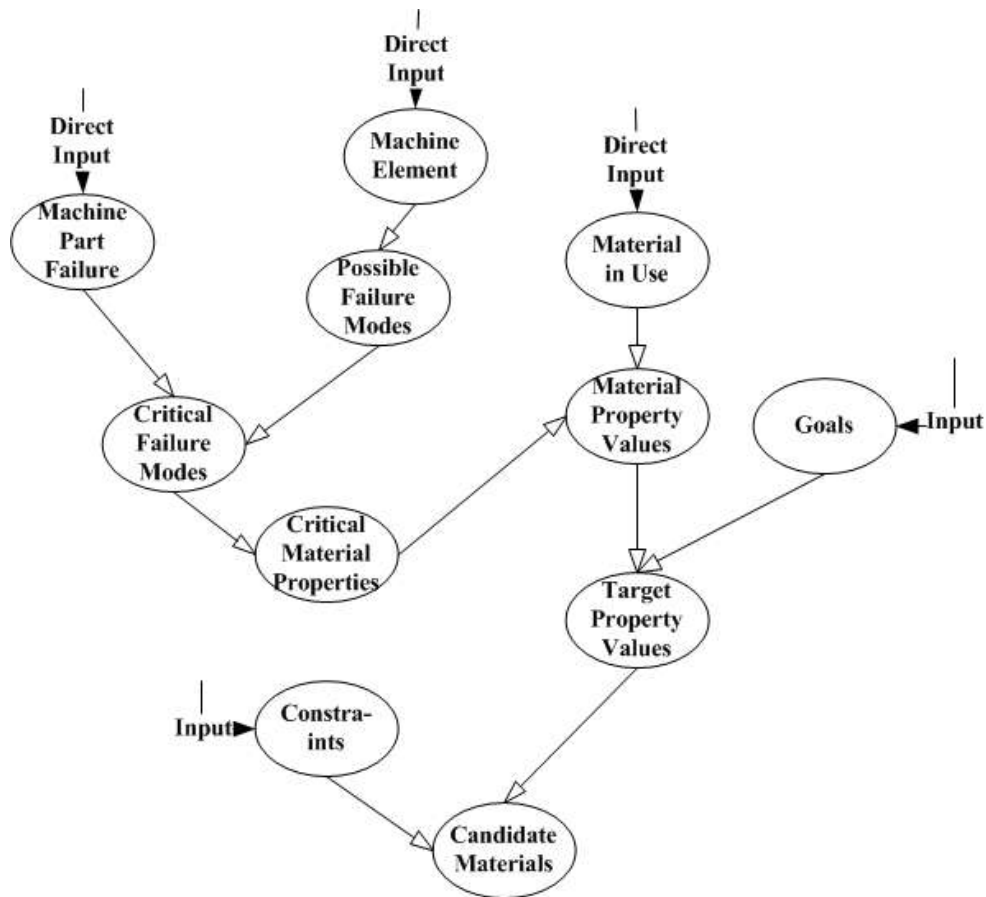 Direct
Input
Machine
Element
Direct
Input
Machine
Part
Failure
Direct
Input
Material
in Use
Possible
Failure
Modes
Critical
Failure
Modes
Material
Property
Values
Goals
Input
Critical
Material
Properties
Target
Property
Values
Input
Constra-
ints
Candidate
Materials